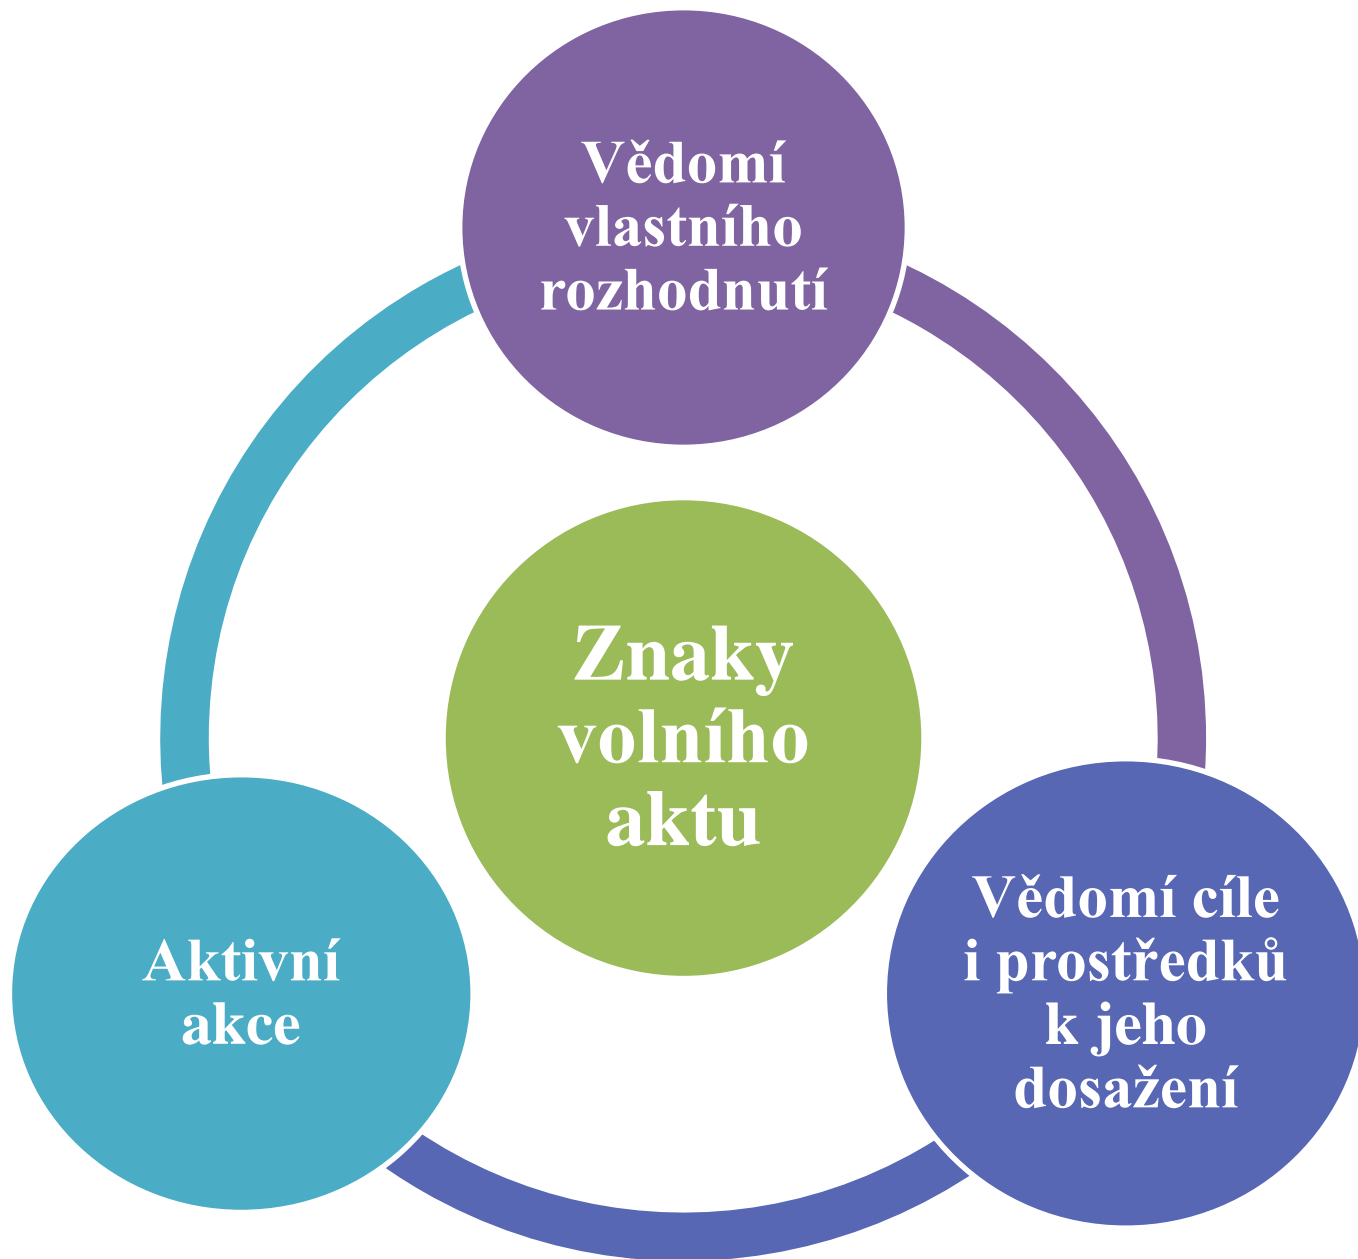 Vědomí
vlastního
rozhodnutí
Znaky
volního
aktu
Vědomí cíle
i prostředků
k jeho
dosažení
Aktivní
akce